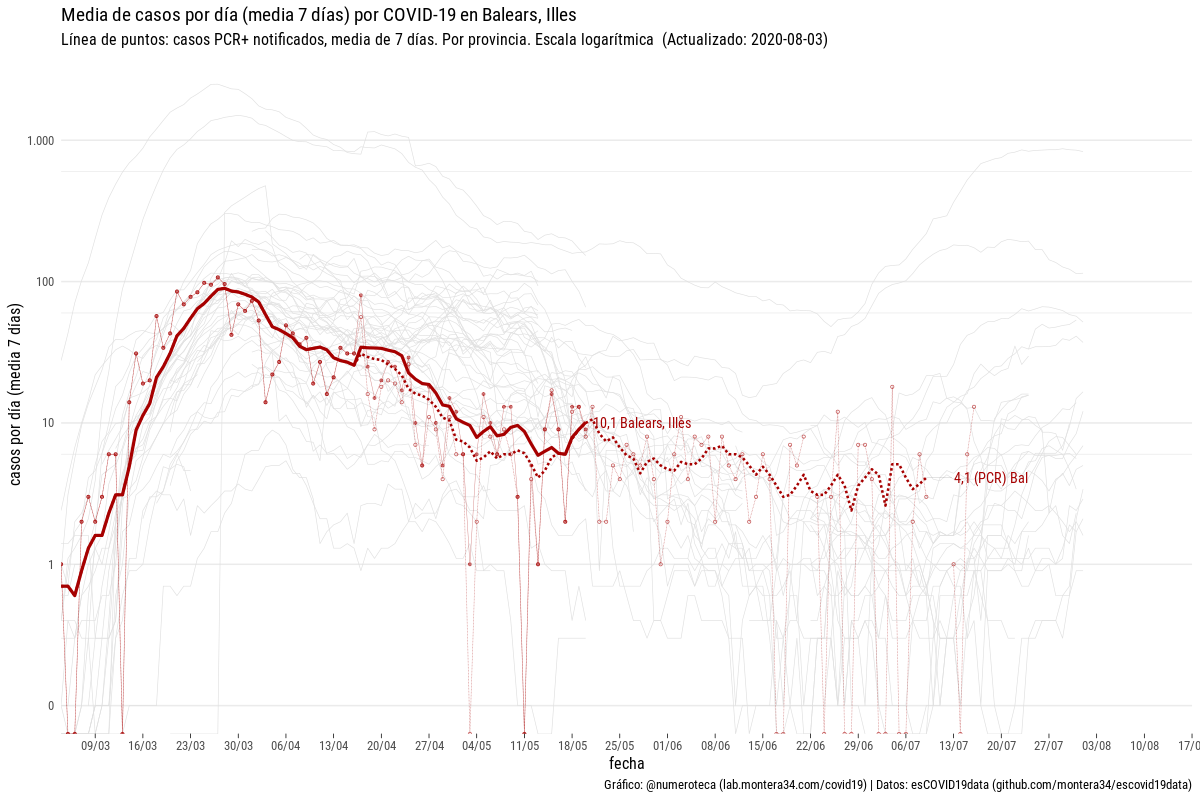 Media de casos por día (media 7 días) por COVID-19 en Balears, Illes
Línea de puntos: casos PCR+ notificados, media de 7 días. Por provincia. Escala logarítmica (Actualizado: 2020-08-03)
casos por día (media 7 días)
1.000
100
10
1
0
10,1 Balears, Illes
4,1 (PCR) Bal
09/03 16/03 23/03 30/03 06/04 13/04 20/04 27/04 04/05 11/05 18/05 25/05 01/06 08/06 15/06 22/06 29/06 06/07 13/07 20/07 27/07 03/08 10/08 17/0
fecha
Gráfico: @numeroteca (lab.montera34.com/covid19) | Datos: esCOVID19data (github.com/montera34/escovid19data)